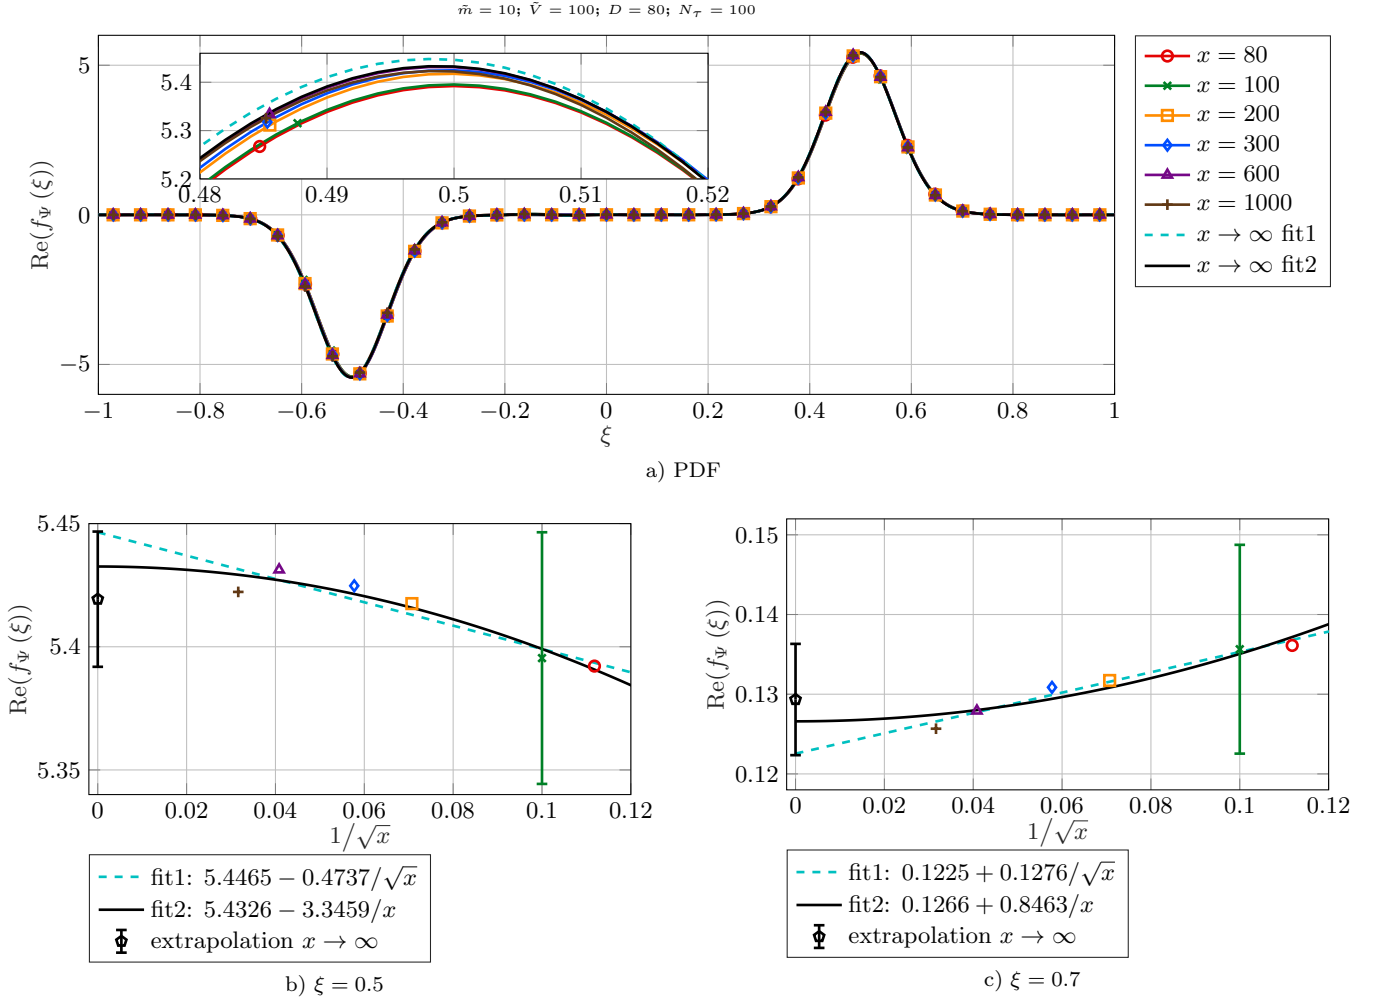 m̃ = 10; Ṽ = 100; D = 80; N_τ = 100
Re(f_Ψ (ξ))
5
0
−5
−1 −0.8 −0.6 −0.4 −0.2 0 0.2 0.4 0.6 0.8 1
ξ
5.4
5.3
5.2
0.48 0.49 0.5 0.51 0.52
x = 80
x = 100
x = 200
x = 300
x = 600
x = 1000
x → ∞ fit1
x → ∞ fit2
a) PDF
Re(f_Ψ (ξ))
5.45
5.4
5.35
0 0.02 0.04 0.06 0.08 0.1 0.12
1/√x
fit1: 5.4465 − 0.4737/√x
fit2: 5.4326 − 3.3459/x
extrapolation x → ∞
b) ξ = 0.5
Re(f_Ψ (ξ))
0.15
0.14
0.13
0.12
0 0.02 0.04 0.06 0.08 0.1 0.12
1/√x
fit1: 0.1225 + 0.1276/√x
fit2: 0.1266 + 0.8463/x
extrapolation x → ∞
c) ξ = 0.7